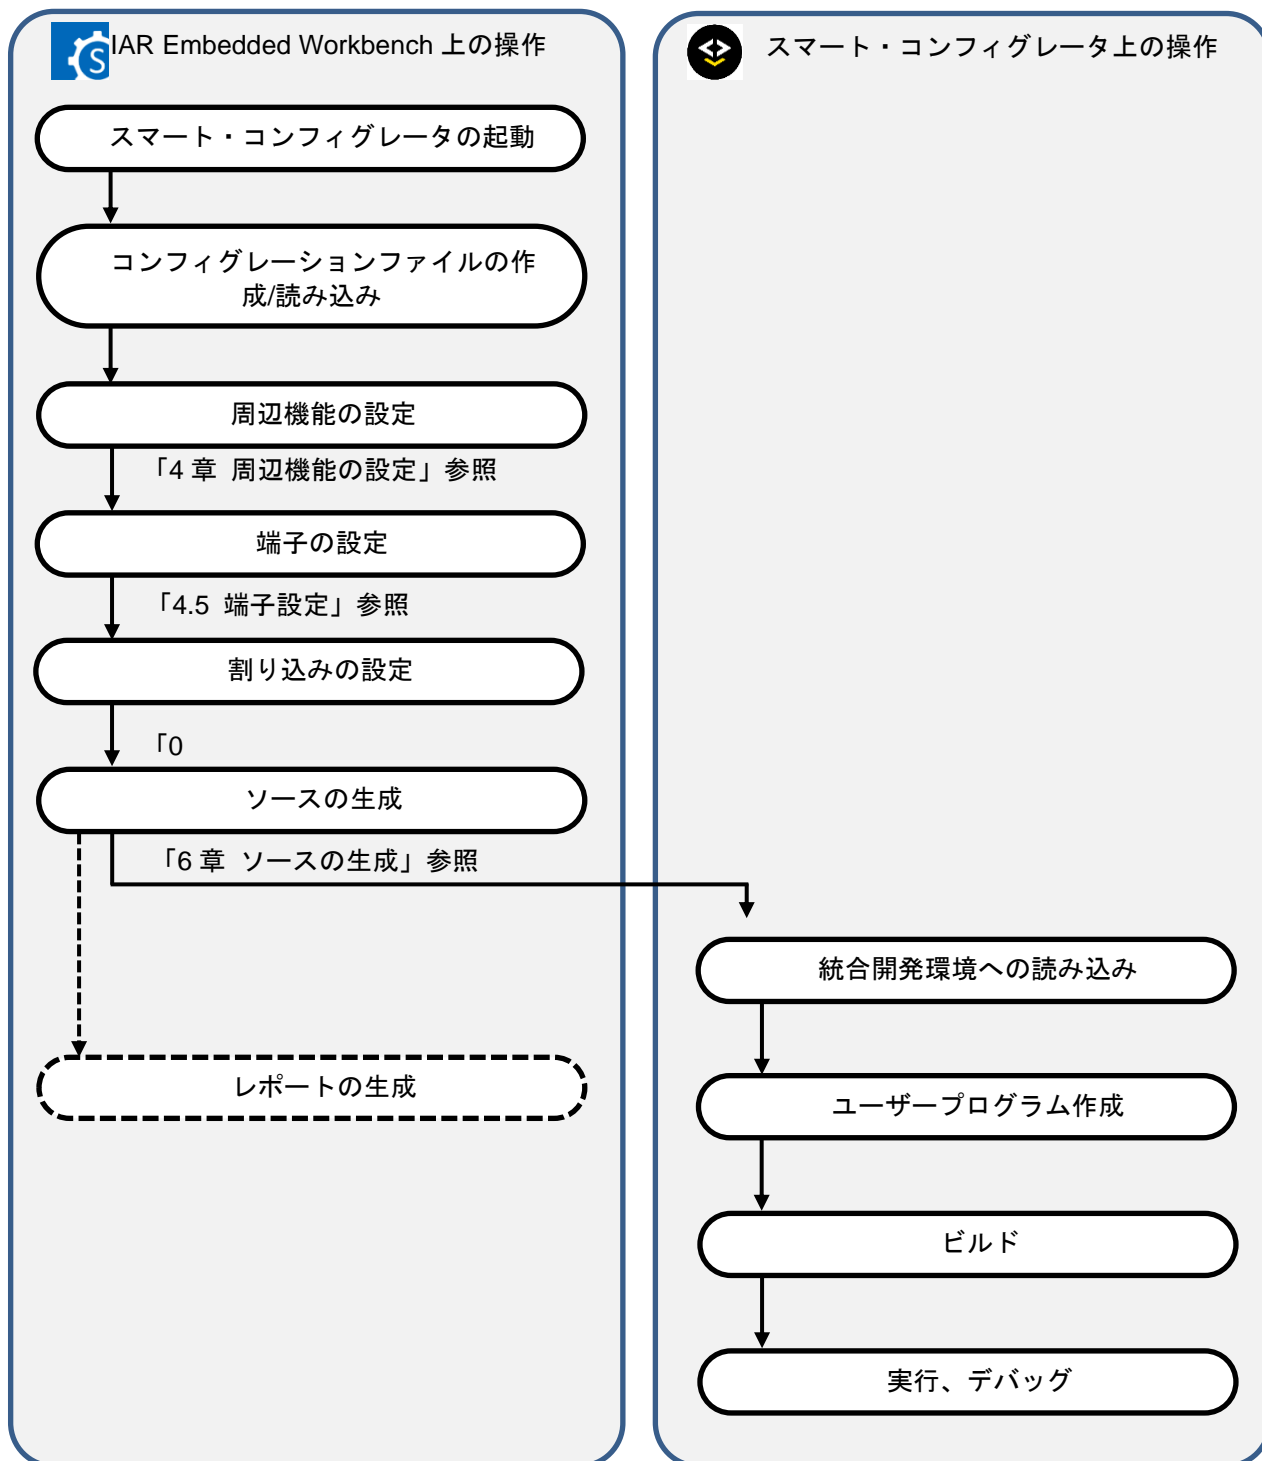 IAR Embedded Workbench 上の操作
スマート・コンフィグレータの起動
コンフィグレーションファイルの作
成/読み込み
周辺機能の設定
「4 章 周辺機能の設定」参照
端子の設定
「4.5 端子設定」参照
割り込みの設定
「0
ソースの生成
「6 章 ソースの生成」参照
レポートの生成
スマート・コンフィグレータ上の操作
統合開発環境への読み込み
ユーザープログラム作成
ビルド
実行、デバッグ